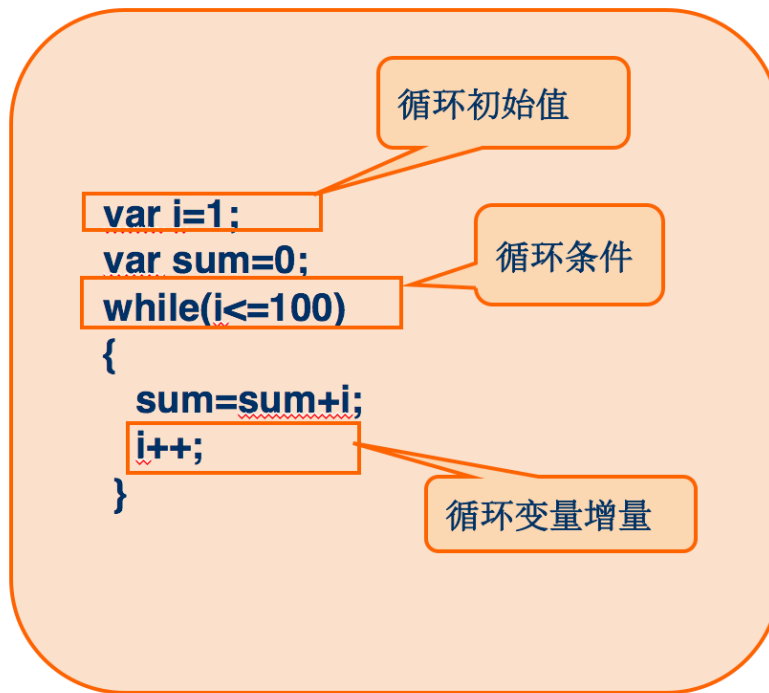 循环初始值
var i=1;
var sum=0;
循环条件
while(i<=100)
{
sum=sum+i;
i++;
}
循环变量增量